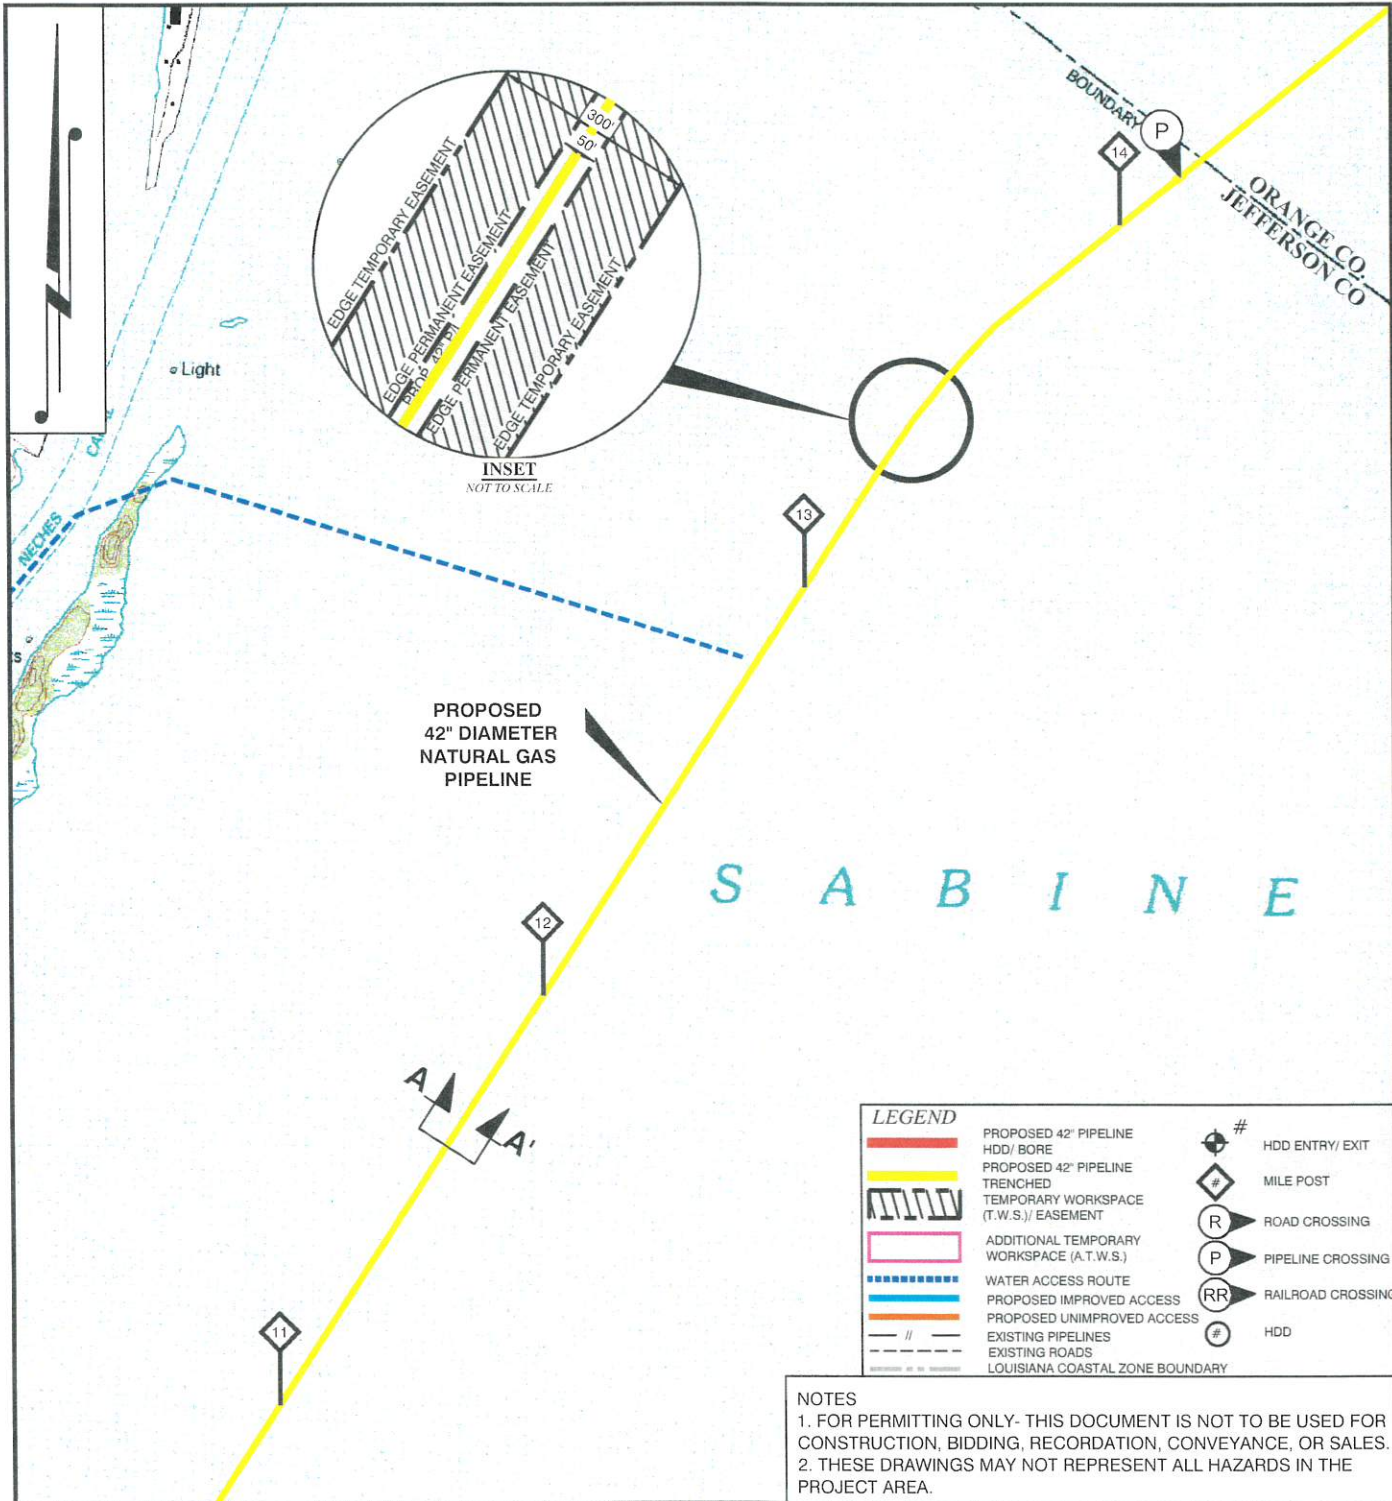 BOUNDARY
P
14
ORANGE CO.
JEFFERSON CO
300'
50'
EDGE TEMPORARY EASEMENT
EDGE PERMANENT EASEMENT
PROP. 42" P/L
EDGE PERMANENT EASEMENT
EDGE TEMPORARY EASEMENT
INSET
NOT TO SCALE
Light
NECHES
13
S
PROPOSED
42" DIAMETER
NATURAL GAS
PIPELINE
S A B I N E
12
A
A'
11
LEGEND
PROPOSED 42" PIPELINE
HDD/ BORE
PROPOSED 42" PIPELINE
TRENCHED
TEMPORARY WORKSPACE
(T.W.S.)/ EASEMENT
ADDITIONAL TEMPORARY
WORKSPACE (A.T.W.S.)
WATER ACCESS ROUTE
PROPOSED IMPROVED ACCESS
PROPOSED UNIMPROVED ACCESS
// EXISTING PIPELINES
EXISTING ROADS
LOUISIANA COASTAL ZONE BOUNDARY
# HDD ENTRY/ EXIT
# MILE POST
R ROAD CROSSING
P PIPELINE CROSSING
RR RAILROAD CROSSING
# HDD
NOTES
1. FOR PERMITTING ONLY- THIS DOCUMENT IS NOT TO BE USED FOR
CONSTRUCTION, BIDDING, RECORDATION, CONVEYANCE, OR SALES.
2. THESE DRAWINGS MAY NOT REPRESENT ALL HAZARDS IN THE
PROJECT AREA.